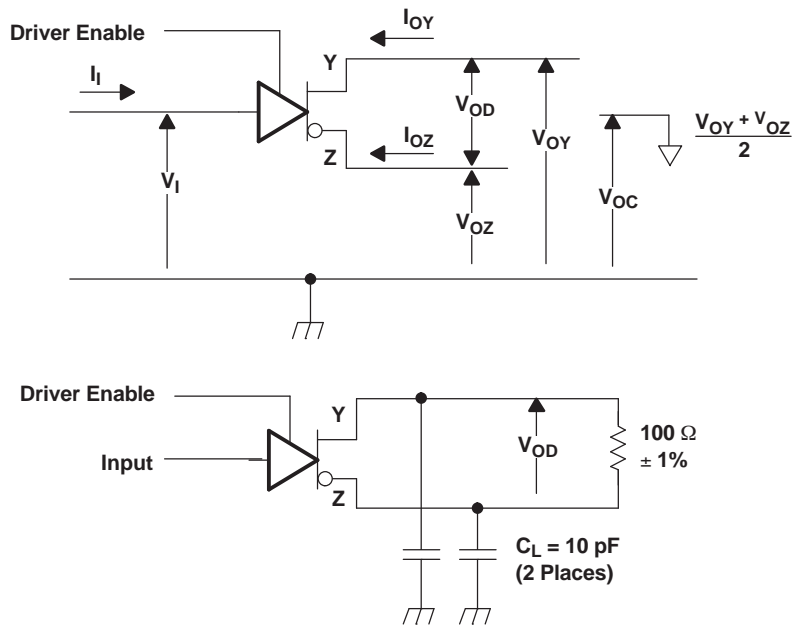 Driver Enable
I_OY
I_I
Y
V_OD
V_OY
V_OY + V_OZ
2
I_OZ
Z
V_I
V_OZ
V_OC
Driver Enable
Y
Input
V_OD
100 Ω
± 1%
Z
C_L = 10 pF
(2 Places)